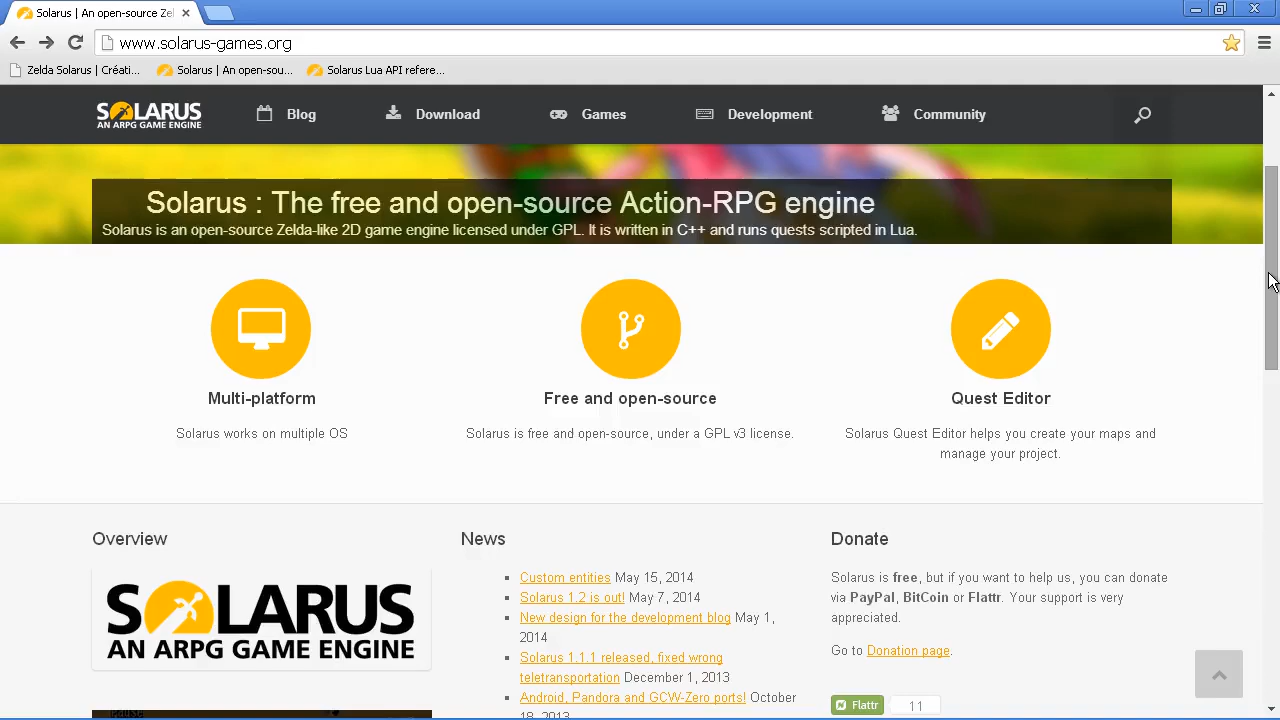 Solarus | An open-source Zel
www.solarus-games.org
Zelda Solarus | Créati...
Solarus | An open-sou...
Solarus Lua API refere...
SOLARUS
AN ARPG GAME ENGINE
Blog
Download
Games
Development
Community
Solarus : The free and open-source Action-RPG engine
Solarus is an open-source Zelda-like 2D game engine licensed under GPL. It is written in C++ and runs quests scripted in Lua.
Multi-platform
Solarus works on multiple OS
Free and open-source
Solarus is free and open-source, under a GPL v3 license.
Quest Editor
Solarus Quest Editor helps you create your maps and
manage your project.
Overview
SOLARUS
AN ARPG GAME ENGINE
News
Custom entities May 15, 2014
Solarus 1.2 is out! May 7, 2014
New design for the development blog May 1,
2014
Solarus 1.1.1 released, fixed wrong
teletransportation December 1, 2013
Android, Pandora and GCW-Zero ports! October
18, 2013
Donate
Solarus is free, but if you want to help us, you can donate
via PayPal, BitCoin or Flattr. Your support is very
appreciated.
Go to Donation page.
Flattr
11